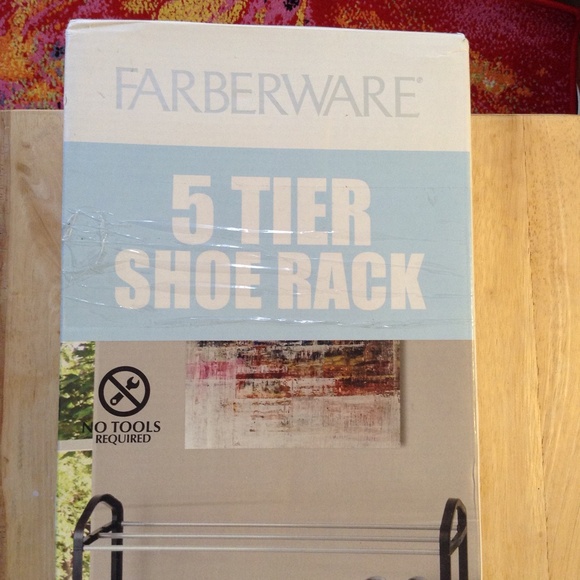 FARBERWARE®
5 TIER
SHOE RACK
NO TOOLS
REQUIRED